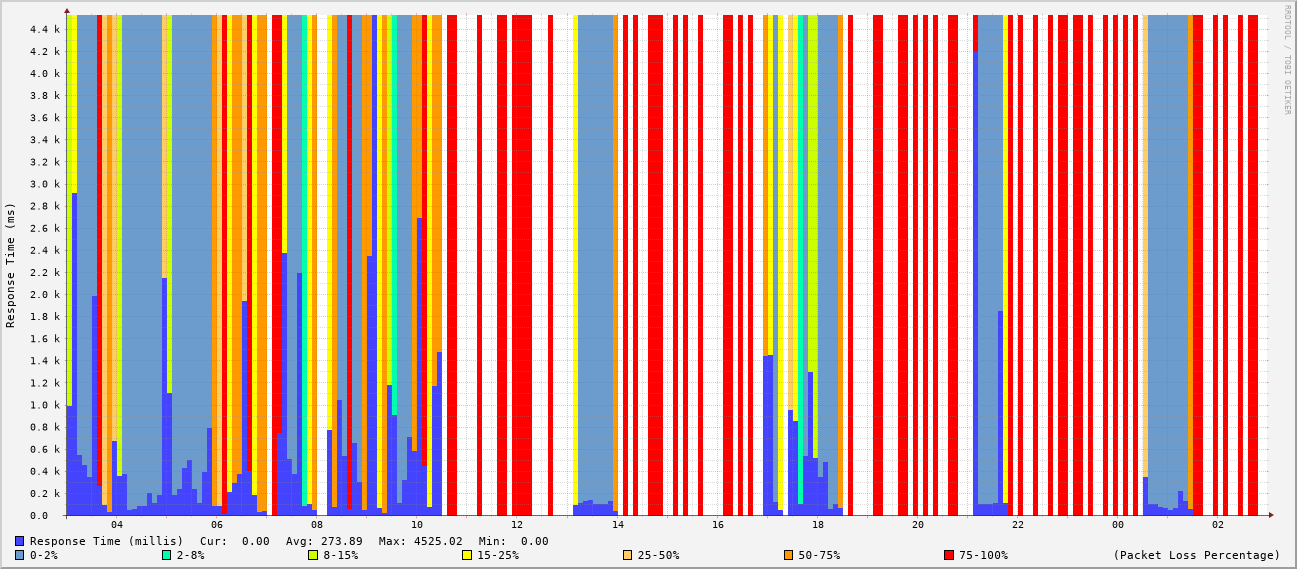 4.4 k
4.2 k
4.0 k
3.8 k
3.6 k
3.4 k
3.2 k
3.0 k
2.8 k
2.6 k
2.4 k
2.2 k
2.0 k
1.8 k
1.6 k
1.4 k
1.2 k
1.0 k
0.8 k
0.6 k
0.4 k
0.2 k
0.0
Response Time (ms)
RRDTOOL / TOBI OETIKER
04 06 08 10 12 14 16 18 20 22 00 02
Response Time (millis) Cur: 0.00 Avg: 273.89 Max: 4525.02 Min: 0.00
0-2% 2-8% 8-15% 15-25% 25-50% 50-75% 75-100% (Packet Loss Percentage)